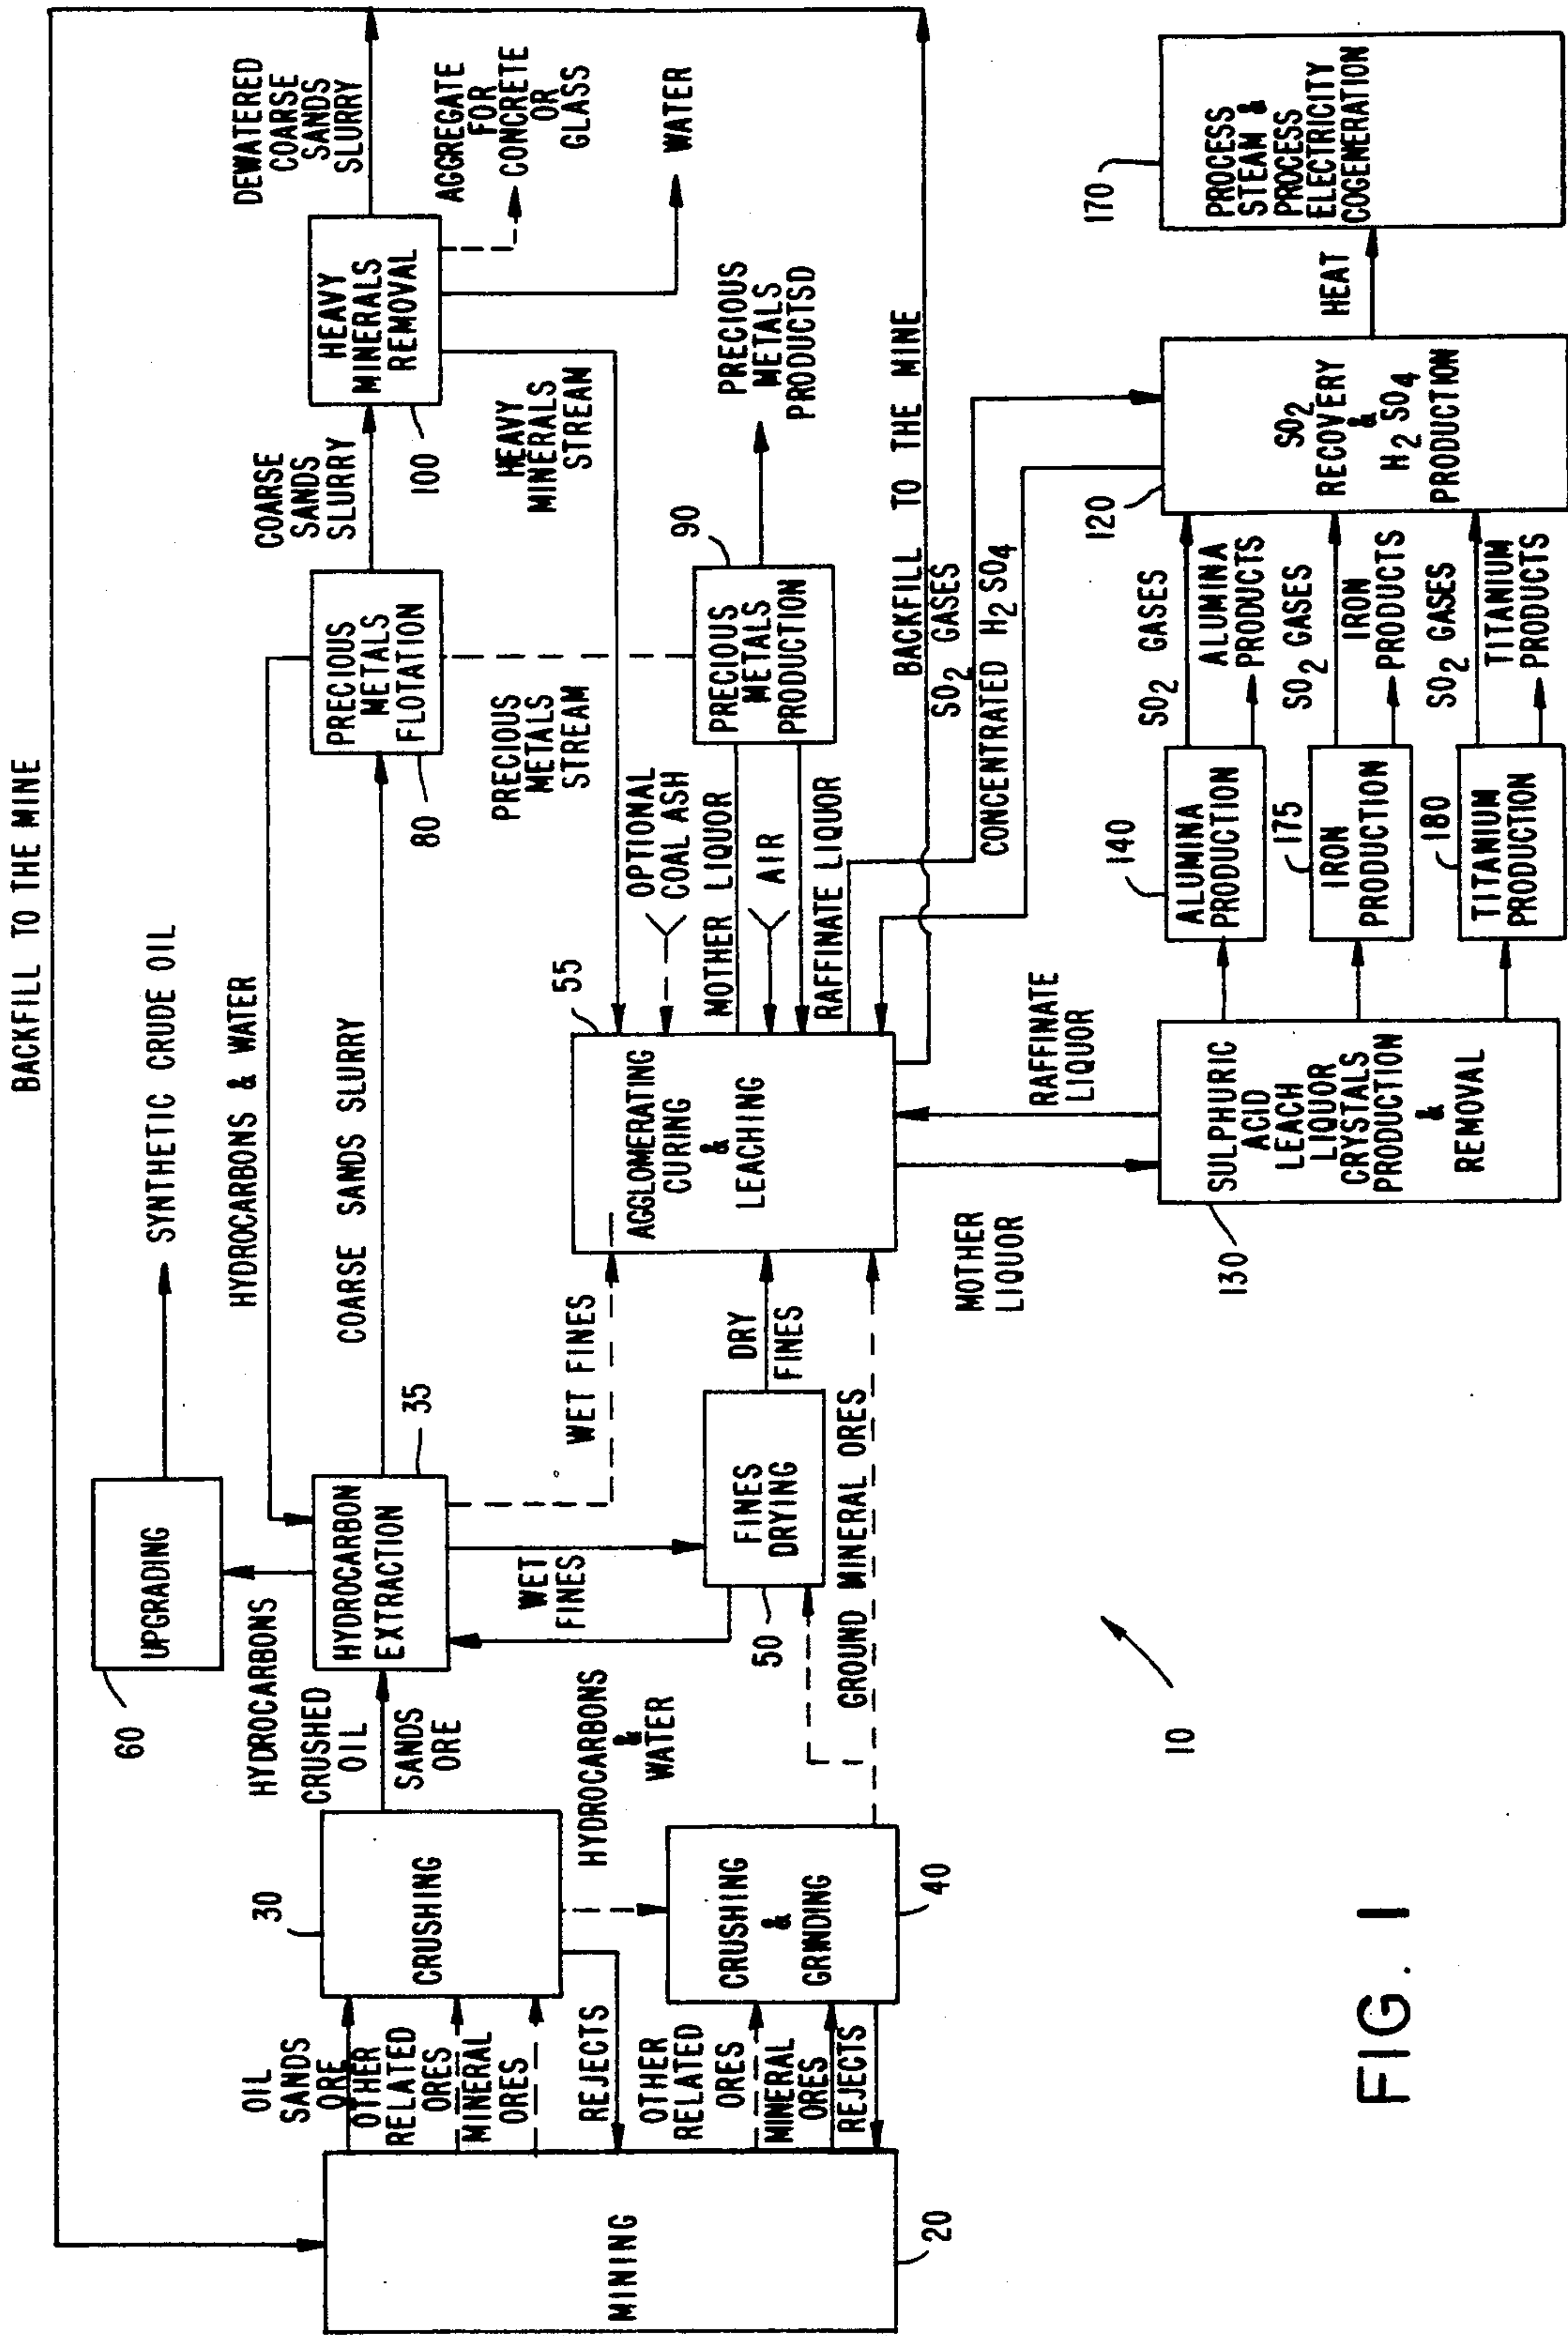 BACKFILL TO THE MINE
SYNTHETIC CRUDE OIL
UPGRADING
60
HYDROCARBONS
HYDROCARBONS & WATER
COARSE SANDS SLURRY
OIL
SANDS
ORE
OTHER
RELATED
ORES
MINERAL
ORES
REJECTS
MINING
20
30
CRUSHING
CRUSHED
OIL
SANDS
ORE
HYDROCARBON
EXTRACTION
35
PRECIOUS
METALS
FLOTATION
80
COARSE
SANDS
SLURRY
HEAVY
MINERALS
REMOVAL
100
DEWATERED
COARSE
SANDS
SLURRY
AGGREGATE
FOR
CONCRETE
OR
GLASS
WATER
HEAVY
MINERALS
STREAM
PRECIOUS
METALS
STREAM
OTHER
RELATED
ORES
MINERAL
ORES
REJECTS
CRUSHING
&
GRINDING
40
HYDROCARBONS
&
WATER
WET
FINES
WET FINES
FINES
DRYING
50
DRY
FINES
GROUND MINERAL ORES
55
AGGLOMERATING
CURING
&
LEACHING
OPTIONAL
COAL ASH
MOTHER LIQUOR
AIR
RAFFINATE LIQUOR
90
PRECIOUS
METALS
PRODUCTION
PRECIOUS
METALS
PRODUCTSD
BACKFILL TO THE MINE
SO2 GASES
CONCENTRATED H2SO4
MOTHER
LIQUOR
RAFFINATE
LIQUOR
130
SULPHURIC
ACID
LEACH
LIQUOR
CRYSTALS
PRODUCTION
&
REMOVAL
140
ALUMINA
PRODUCTION
SO2 GASES
ALUMINA
PRODUCTS
175
IRON
PRODUCTION
SO2 GASES
IRON
PRODUCTS
180
TITANIUM
PRODUCTION
SO2 GASES
TITANIUM
PRODUCTS
120
SO2
RECOVERY
&
H2SO4
PRODUCTION
HEAT
170
PROCESS
STEAM &
PROCESS
ELECTRICITY
COGENERATION
10
FIG. 1